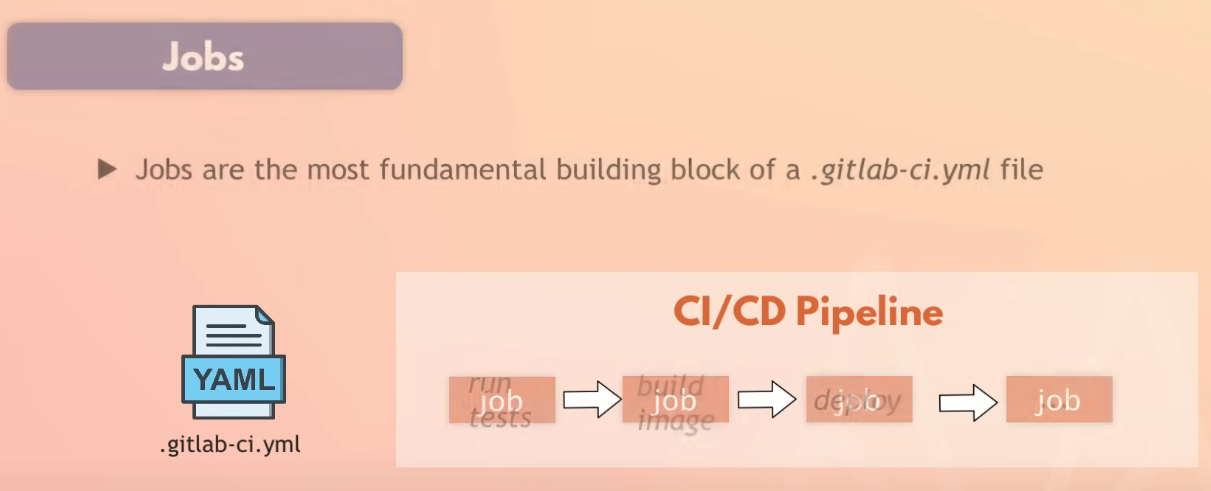 Jobs
Jobs are the most fundamental building block of a .gitlab-ci.yml file
CI/CD Pipeline
YAML
run
tests
job
build
image
job
deploy
job
job
.gitlab-ci.yml